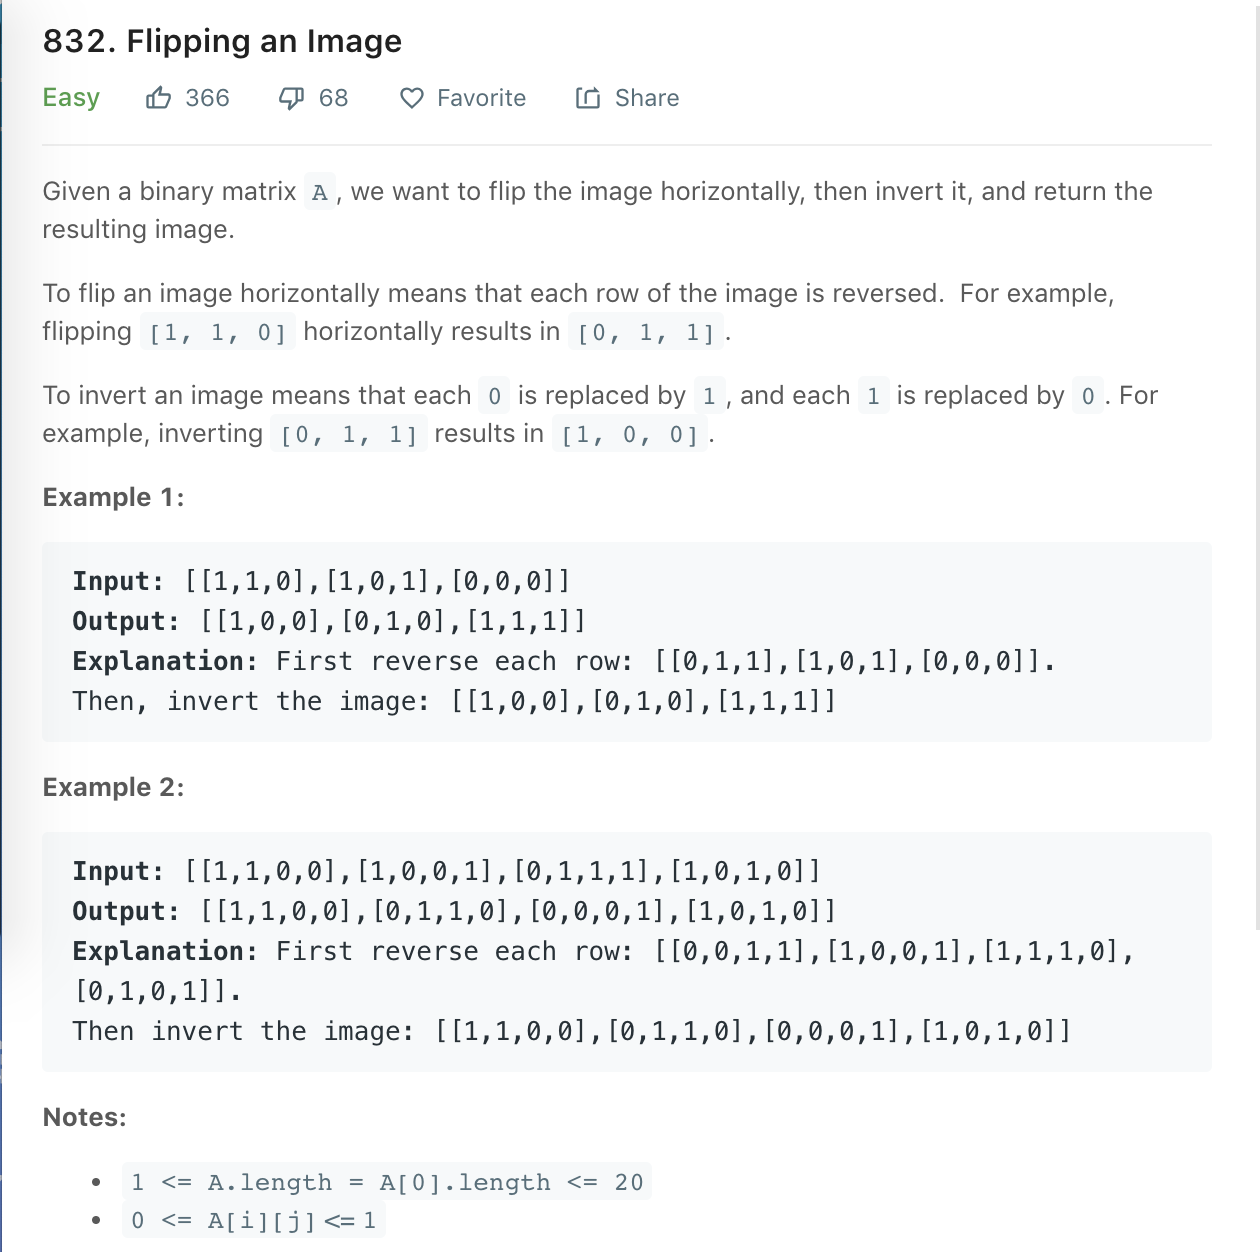 832. Flipping an Image
Easy 366 68 Favorite Share
Given a binary matrix A , we want to flip the image horizontally, then invert it, and return the
resulting image.
To flip an image horizontally means that each row of the image is reversed.  For example,
flipping [1, 1, 0] horizontally results in [0, 1, 1] .
To invert an image means that each 0 is replaced by 1 , and each 1 is replaced by 0 . For
example, inverting [0, 1, 1] results in [1, 0, 0] .
Example 1:
Input: [[1,1,0],[1,0,1],[0,0,0]]
Output: [[1,0,0],[0,1,0],[1,1,1]]
Explanation: First reverse each row: [[0,1,1],[1,0,1],[0,0,0]].
Then, invert the image: [[1,0,0],[0,1,0],[1,1,1]]
Example 2:
Input: [[1,1,0,0],[1,0,0,1],[0,1,1,1],[1,0,1,0]]
Output: [[1,1,0,0],[0,1,1,0],[0,0,0,1],[1,0,1,0]]
Explanation: First reverse each row: [[0,0,1,1],[1,0,0,1],[1,1,1,0],
[0,1,0,1]].
Then invert the image: [[1,1,0,0],[0,1,1,0],[0,0,0,1],[1,0,1,0]]
Notes:
• 1 <= A.length = A[0].length <= 20
• 0 <= A[i][j] <= 1